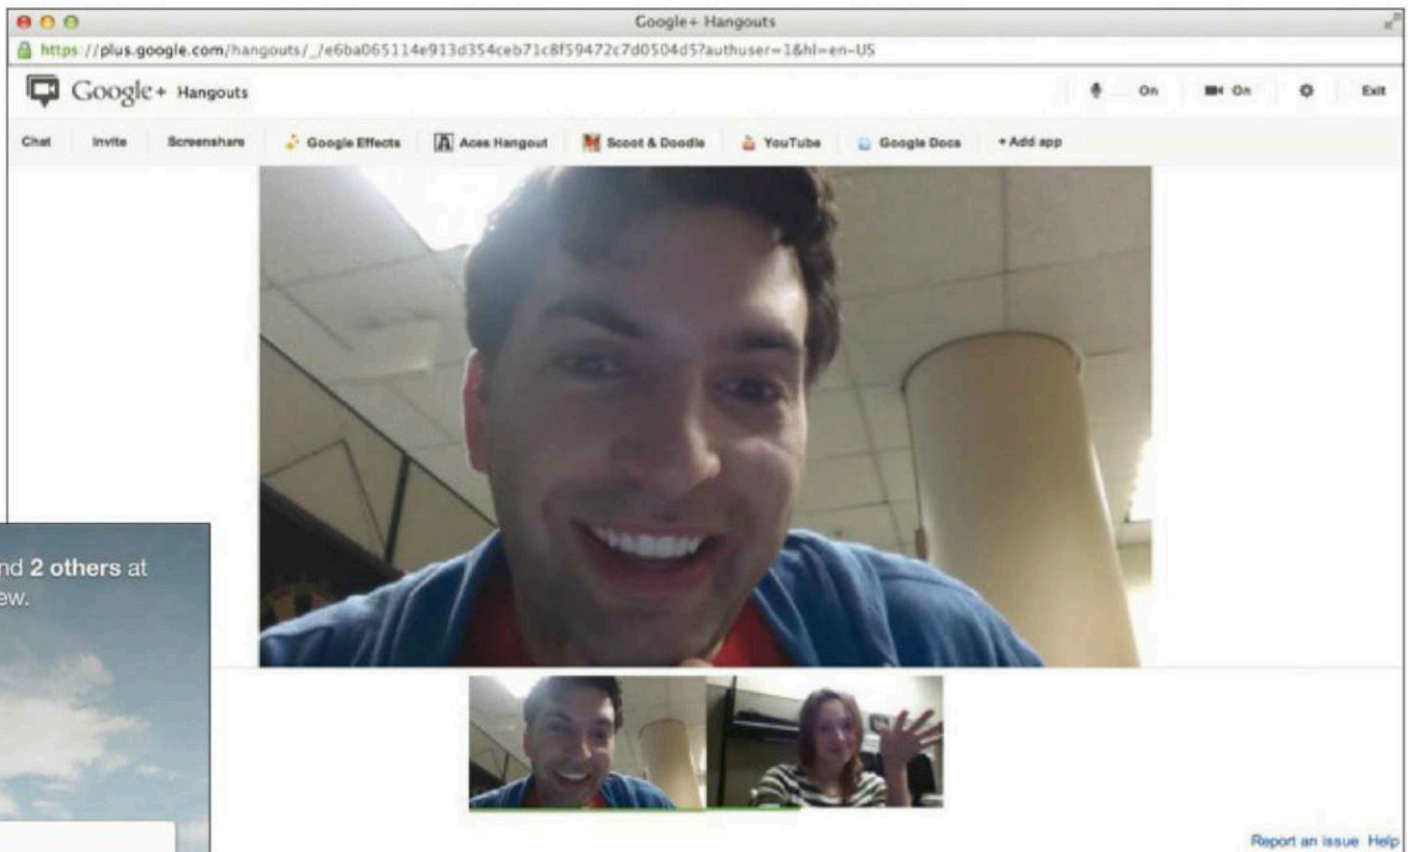 Google+ Hangouts
https://plus.google.com/hangouts/_/e6ba065114e913d354ceb71c8f59472c7d0504d5?authuser=1&hl=en-US
Google+ Hangouts
On On Exit
Chat Invite Screenshare Google Effects Aces Hangout Scoot & Doodle YouTube Google Docs + Add app
nd 2 others at
ew.
Report an issue Help